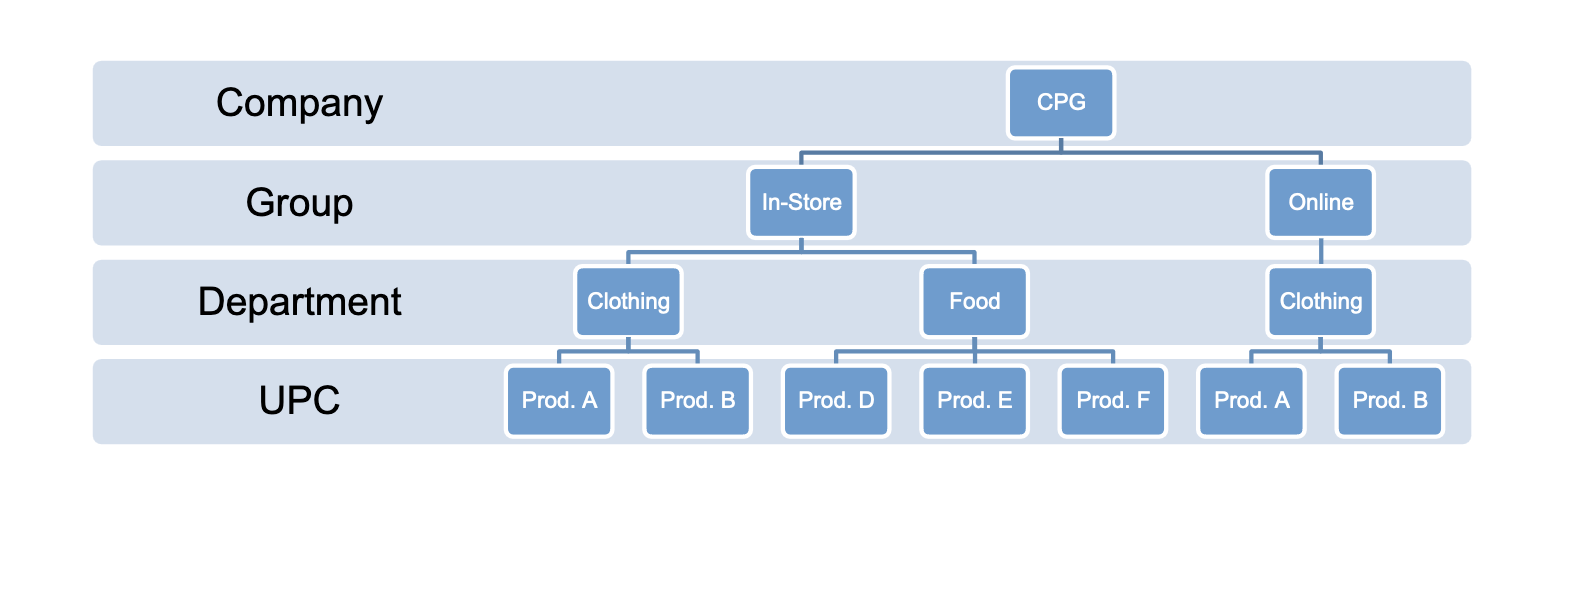 Company
CPG
Group
In-Store
Online
Department
Clothing
Food
Clothing
UPC
Prod. A
Prod. B
Prod. D
Prod. E
Prod. F
Prod. A
Prod. B